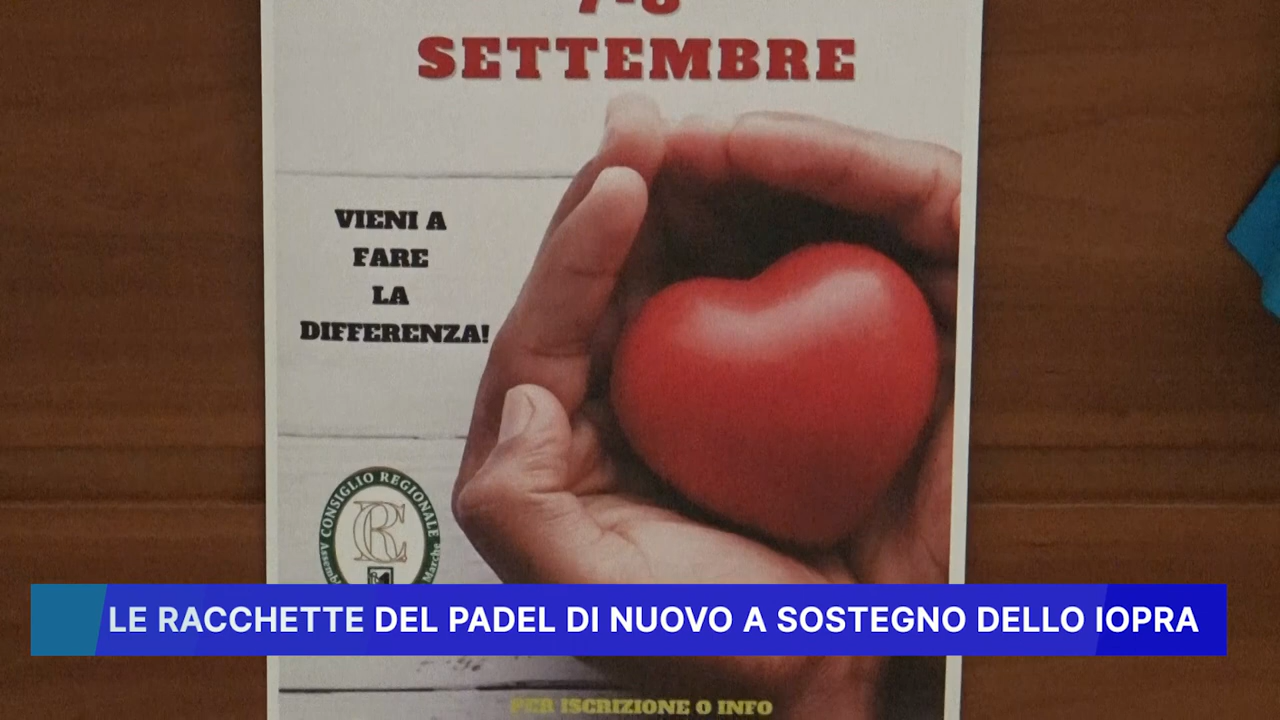 SETTEMBRE
VIENI A
FARE
LA
DIFFERENZA!
CONSIGLIO REGIONALE
Marche
LE RACCHETTE DEL PADEL DI NUOVO A SOSTEGNO DELLO IOPRA
PER ISCRIZIONE O INFO